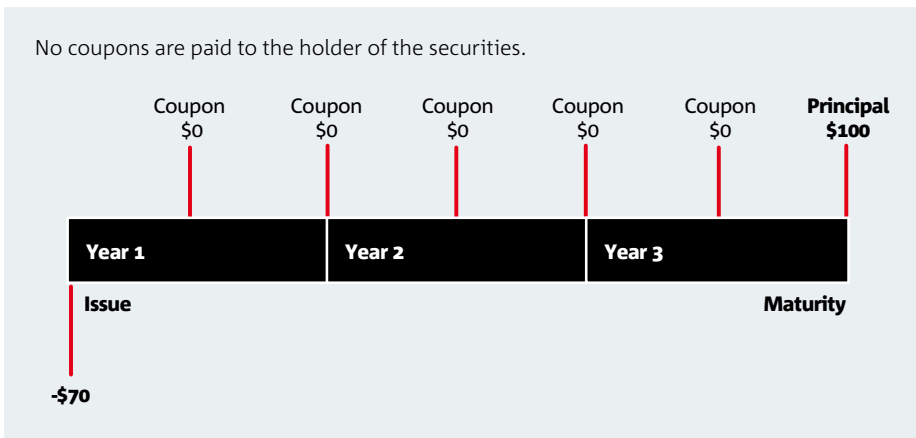 No coupons are paid to the holder of the securities.
Coupon Coupon Coupon Coupon Coupon Principal
$0 $0 $0 $0 $0 $100
Year 1 Year 2 Year 3
Issue Maturity
-$70